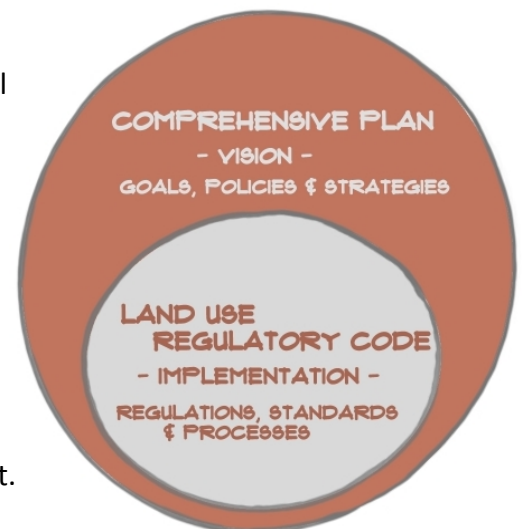 l
COMPREHENSIVE PLAN
- VISION -
GOALS, POLICIES & STRATEGIES
LAND USE
REGULATORY CODE
- IMPLEMENTATION -
REGULATIONS, STANDARDS
& PROCESSES
t.